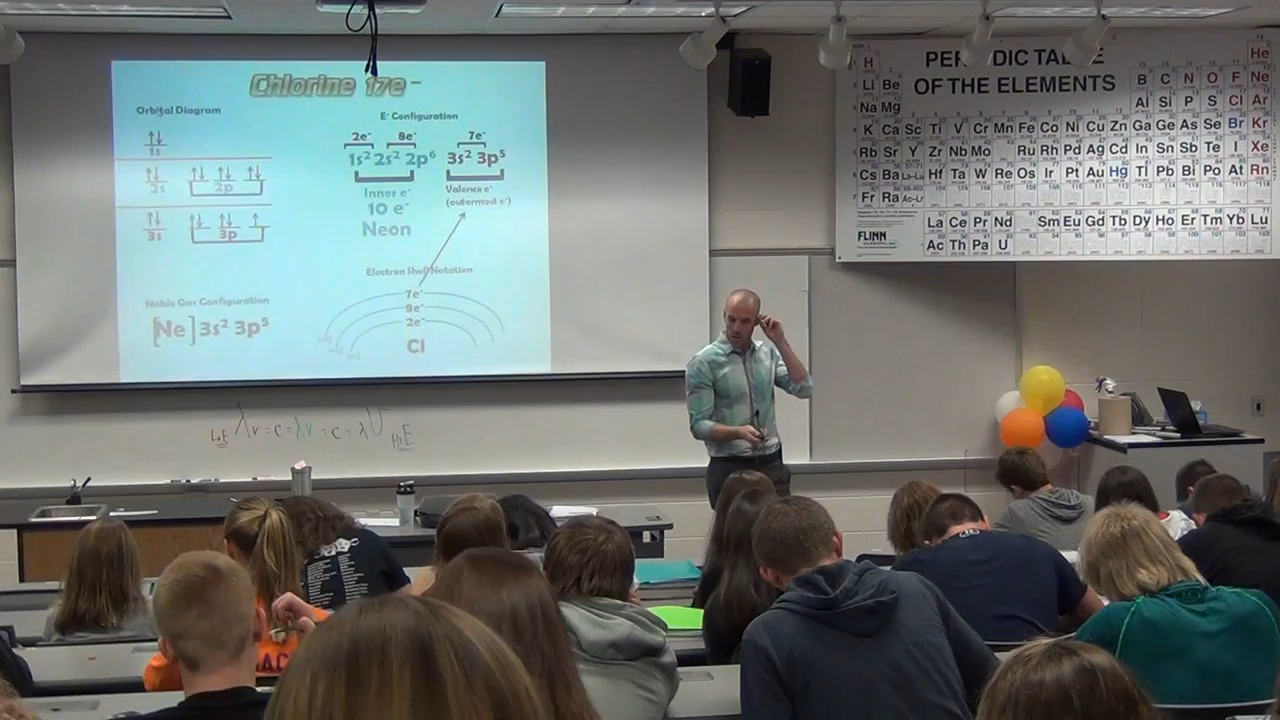 Chlorine 17e⁻
Orbital Diagram
1s
2s 2p
3s 3p
Noble Gas Configuration
[Ne] 3s² 3p⁵
E⁻ Configuration
2e⁻ 8e⁻ 7e⁻
1s² 2s² 2p⁶ 3s² 3p⁵
Inner e⁻
10 e⁻
Neon
Valence e⁻
(outermost e⁻)
Electron Shell Notation
7e⁻
8e⁻
2e⁻
Cl
PERIODIC TABLE
OF THE ELEMENTS
H He
Li Be B C N O F Ne
Na Mg Al Si P S Cl Ar
K Ca Sc Ti V Cr Mn Fe Co Ni Cu Zn Ga Ge As Se Br Kr
Rb Sr Y Zr Nb Mo Ru Rh Pd Ag Cd In Sn Sb Te I Xe
Cs Ba La-Lu Hf Ta W Re Os Ir Pt Au Hg Tl Pb Bi Po At Rn
Fr Ra Ac-Lr
La Ce Pr Nd Sm Eu Gd Tb Dy Ho Er Tm Yb Lu
Ac Th Pa U
FLINN
λν = c = λν = c = λ